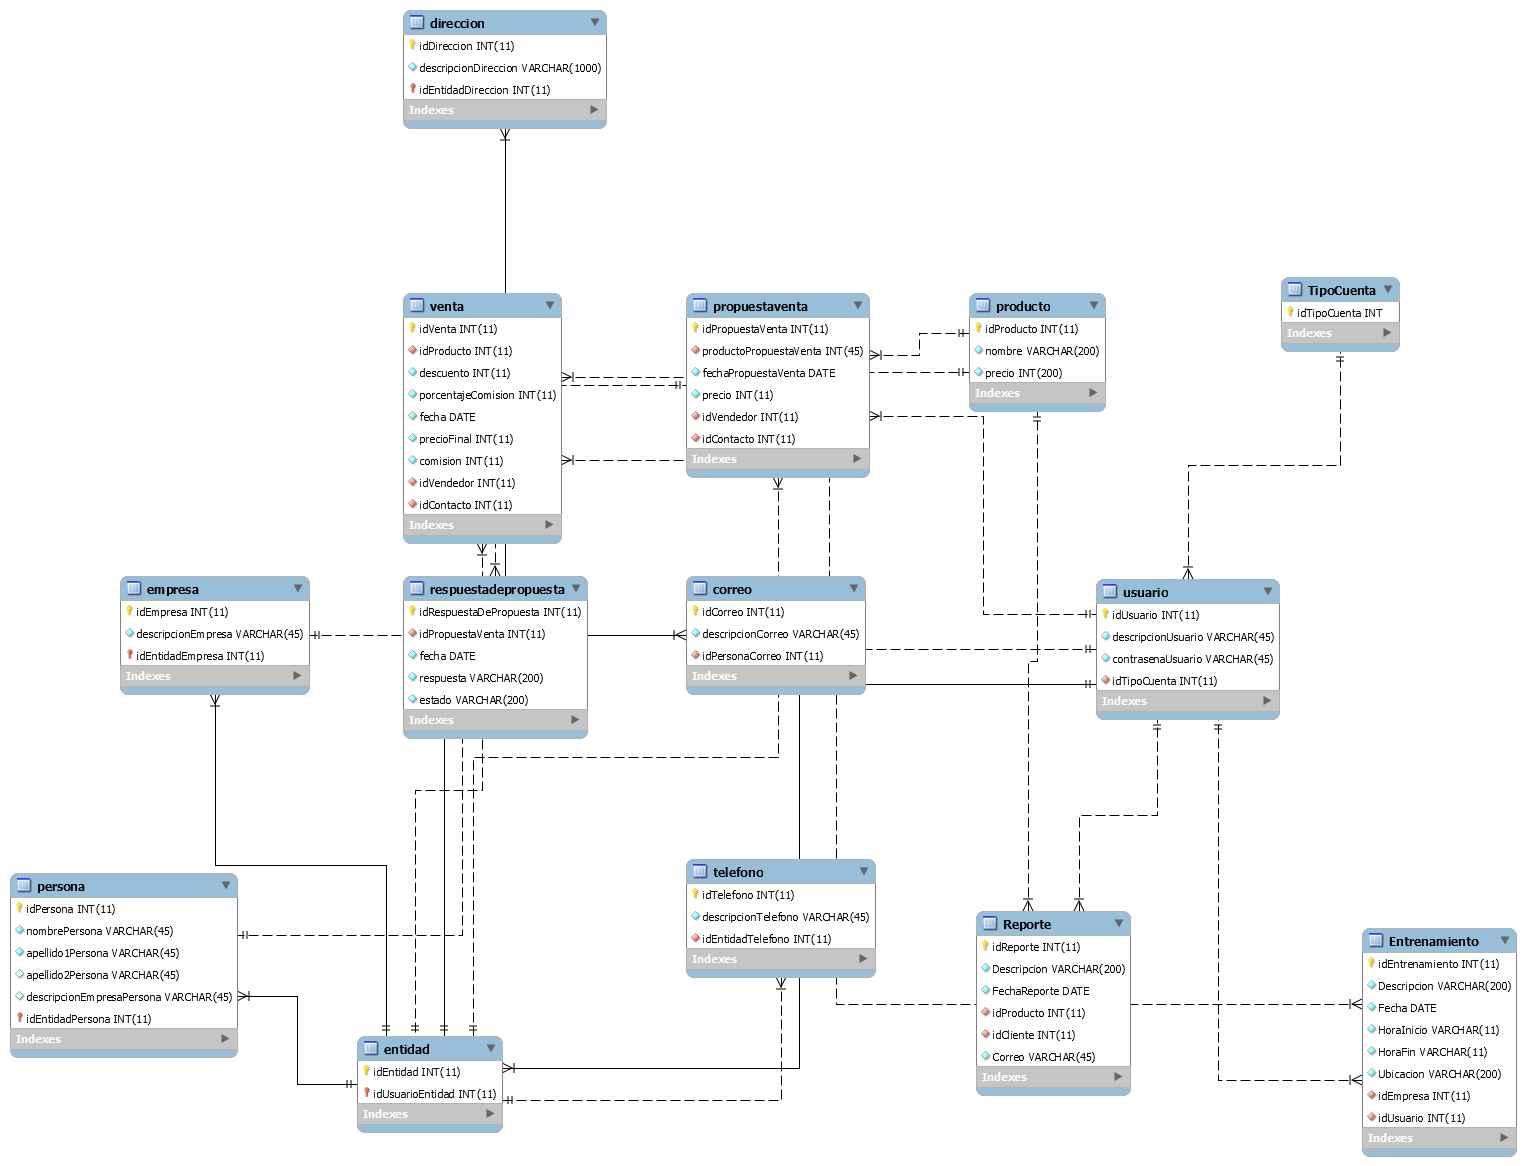 direccion
idDireccion INT(11)
descripcionDireccion VARCHAR(1000)
idEntidadDireccion INT(11)
Indexes
venta
idVenta INT(11)
idProducto INT(11)
descuento INT(11)
porcentajeComision INT(11)
fecha DATE
precioFinal INT(11)
comision INT(11)
idVendedor INT(11)
idContacto INT(11)
Indexes
propuestaventa
idPropuestaVenta INT(11)
productoPropuestaVenta INT(45)
fechaPropuestaVenta DATE
precio INT(11)
idVendedor INT(11)
idContacto INT(11)
Indexes
producto
idProducto INT(11)
nombre VARCHAR(200)
precio INT(200)
Indexes
TipoCuenta
idTipoCuenta INT
Indexes
empresa
idEmpresa INT(11)
descripcionEmpresa VARCHAR(45)
idEntidadEmpresa INT(11)
Indexes
respuestadepropuesta
idRespuestaDePropuesta INT(11)
idPropuestaVenta INT(11)
fecha DATE
respuesta VARCHAR(200)
estado VARCHAR(200)
Indexes
correo
idCorreo INT(11)
descripcionCorreo VARCHAR(45)
idPersonaCorreo INT(11)
Indexes
usuario
idUsuario INT(11)
descripcionUsuario VARCHAR(45)
contrasenaUsuario VARCHAR(45)
idTipoCuenta INT(11)
Indexes
persona
idPersona INT(11)
nombrePersona VARCHAR(45)
apellido1Persona VARCHAR(45)
apellido2Persona VARCHAR(45)
descripcionEmpresaPersona VARCHAR(45)
idEntidadPersona INT(11)
Indexes
entidad
idEntidad INT(11)
idUsuarioEntidad INT(11)
Indexes
telefono
idTelefono INT(11)
descripcionTelefono VARCHAR(45)
idEntidadTelefono INT(11)
Indexes
Reporte
idReporte INT(11)
Descripcion VARCHAR(200)
FechaReporte DATE
idProducto INT(11)
idCliente INT(11)
Correo VARCHAR(45)
Indexes
Entrenamiento
idEntrenamiento INT(11)
Descripcion VARCHAR(200)
Fecha DATE
HoraInicio VARCHAR(11)
HoraFin VARCHAR(11)
Ubicacion VARCHAR(200)
idEmpresa INT(11)
idUsuario INT(11)
Indexes